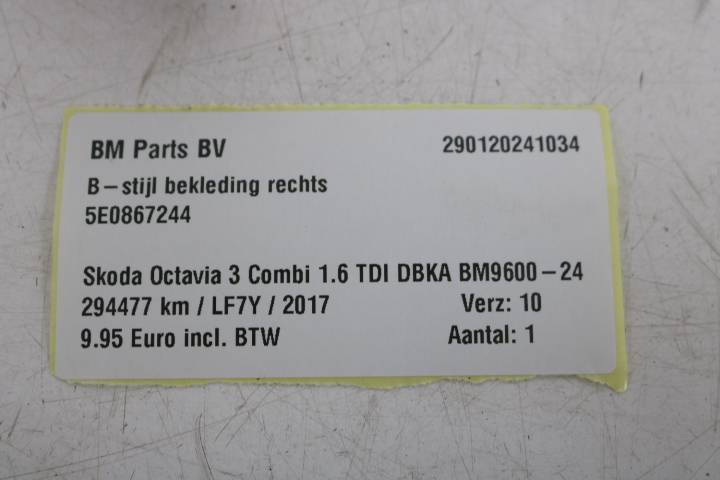 BM Parts BV 290120241034
B-stijl bekleding rechts
5E0867244
Skoda Octavia 3 Combi 1.6 TDI DBKA BM9600-24
294477 km / LF7Y / 2017 Verz: 10
9.95 Euro incl. BTW Aantal: 1